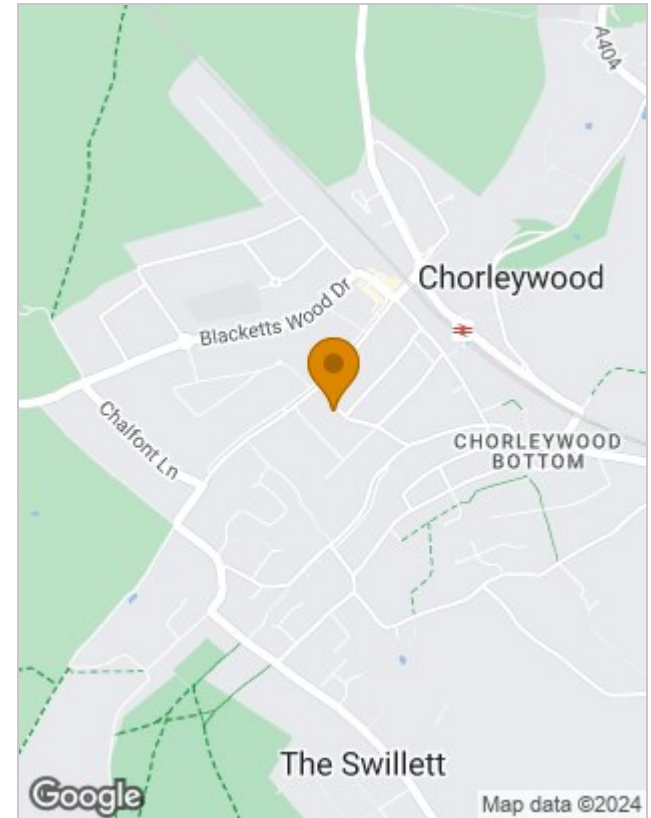 A404
Chorleywood
Blacketts Wood Dr
Chalfont Ln
CHORLEYWOOD
BOTTOM
The Swillett
Google
Map data ©2024